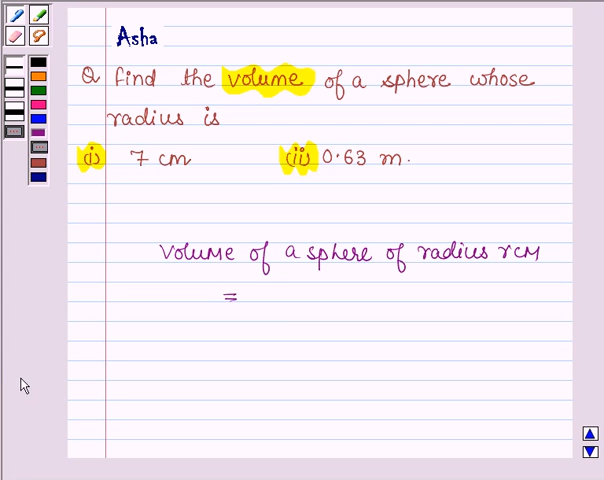 Asha
Q find the volume of a sphere whose
radius is
(i) 7 cm (ii) 0.63 m.
Volume of a sphere of radius r cm
=